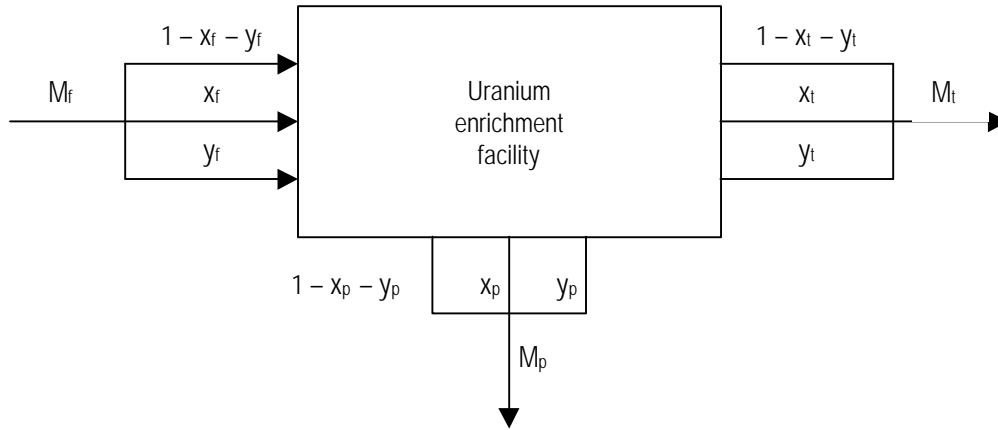 1 – xf – yf
1 – xt – yt
Mf
xf
Uranium
enrichment
facility
xt
Mt
yf
yt
1 – xp – yp
xp
yp
Mp